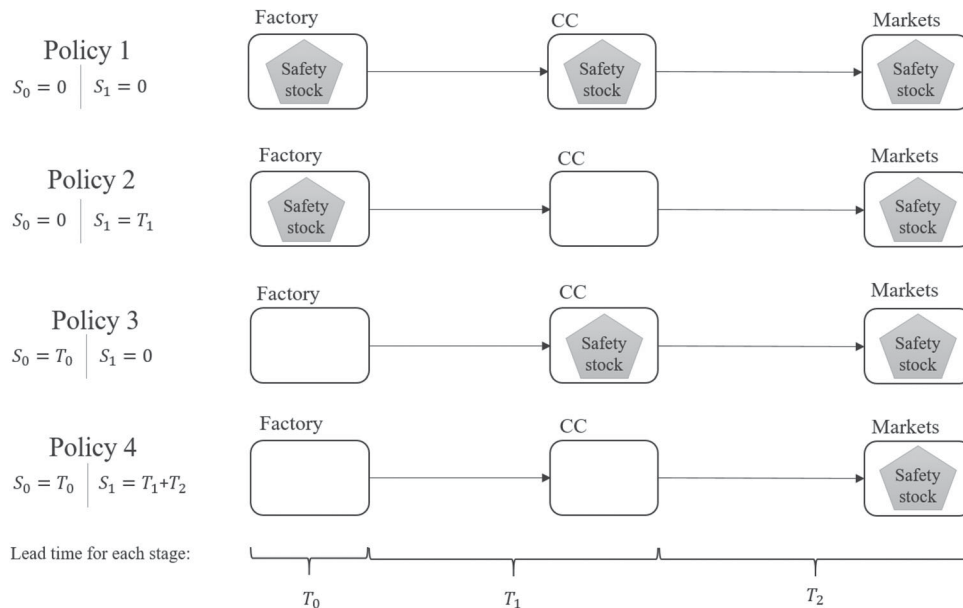 Factory
CC
Markets
Policy 1
S₀ = 0 | S₁ = 0
Safety
stock
Safety
stock
Safety
stock
Factory
CC
Markets
Policy 2
S₀ = 0 | S₁ = T₁
Safety
stock
Safety
stock
Factory
CC
Markets
Policy 3
S₀ = T₀ | S₁ = 0
Safety
stock
Safety
stock
Factory
CC
Markets
Policy 4
S₀ = T₀ | S₁ = T₁+T₂
Safety
stock
Lead time for each stage:
T₀
T₁
T₂